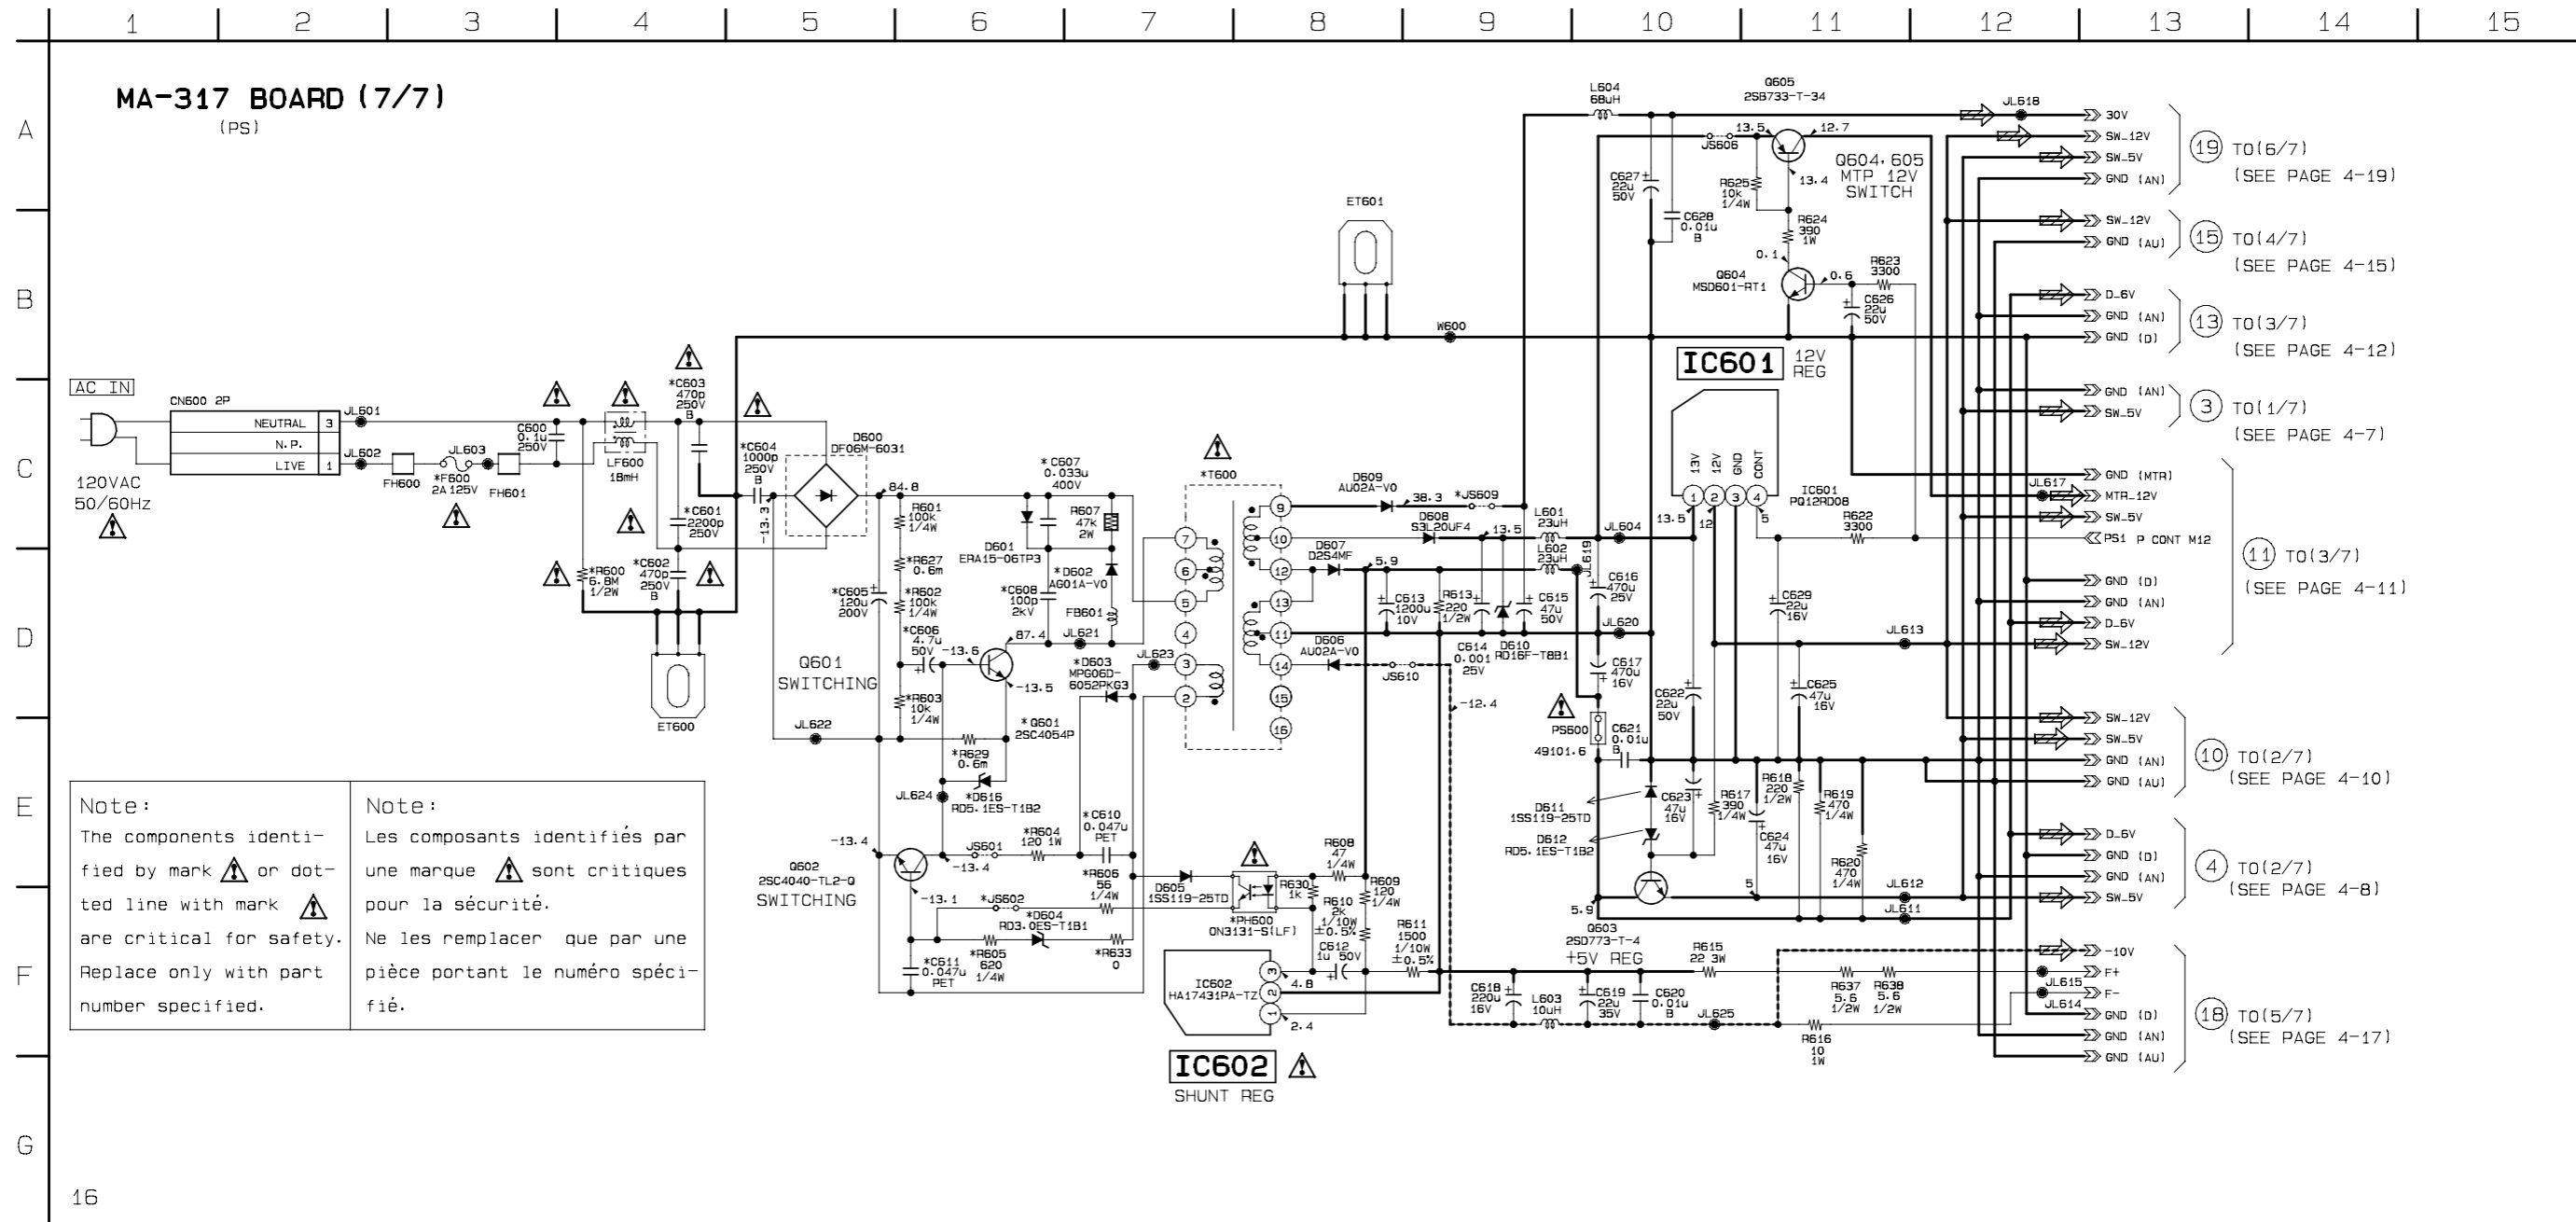 1 2 3 4 5 6 7 8 9 10 11 12 13 14 15
A
B
C
D
E
F
G
MA-317 BOARD (7/7)
(PS)
AC IN
120VAC
50/60Hz
CN600 2P
NEUTRAL 3
N.P.
LIVE 1
JL601
JL602
FH600
JL603
*F600
2A 125V
FH601
C600
0.1u
250V
*R600
6.8M
1/2W
LF600
18mH
*C603
470p
250V
B
*C601
2200p
250V
*C602
470p
250V
B
ET600
*C604
1000p
250V
B
-13.3
D600
DF06M-6031
84.8
Q601
SWITCHING
JL622
*C605
120u
200V
R601
100k
1/4W
*R627
0.6m
*R602
100k
1/4W
*C606
4.7u
50V
*R603
10k
1/4W
-13.6
87.4
-13.5
*Q601
2SC4054P
*R629
0.6m
*D616
RD5.1ES-T1B2
JL624
D601
ERA15-06TP3
*C607
0.033u
400V
R607
47k
2W
*D602
AG01A-V0
*C608
100p
2kV
FB601
JL621
*D603
MPG06D-
6052PKG3
JL623
*C610
0.047u
PET
*R604
120 1W
JS601
-13.4
-13.4
Q602
2SC4040-TL2-Q
SWITCHING
-13.1
*JS602
*R606
56
1/4W
*D604
RD3.0ES-T1B1
*R605
620
1/4W
*R633
0
*C611
0.047u
PET
*T600
7
6
5
4
3
2
9
10
12
13
11
14
15
16
D605
1SS119-25TD
*PH600
ON3131-S(LF)
R630
1k
R608
47
1/4W
R609
120
1/4W
R610
2k
1/10W
±0.5%
R611
1500
1/10W
±0.5%
C612
1u 50V
IC602
HA17431PA-TZ
3
2
1
4.8
2.4
IC602
SHUNT REG
ET601
W600
D609
AU02A-V0
38.3
*JS609
D608
S3L20UF4
13.5
L601
23uH
JL604
D607
D2S4MF
5.9
L602
23uH
JL619
C613
1200u
10V
R613
220
1/2W
C614
0.001
25V
D610
RD16F-T8B1
C615
47u
50V
D606
AU02A-V0
JS610
-12.4
C616
470u
25V
JL620
C617
470u
16V
PS600
49101.6
C621
0.01u
B
L604
68uH
C627
22u
50V
C628
0.01u
B
JS606
13.5
Q605
2SB733-T-34
12.7
13.4
R625
10k
1/4W
Q604,605
MTP 12V
SWITCH
R624
390
1W
0.1
Q604
MSD601-RT1
0.6
R623
3300
C626
22u
50V
IC601
12V
REG
13V
12V
GND
CONT
1 2 3 4
13.5
12
5
IC601
PQ12RD08
R622
3300
C629
22u
16V
JL613
C622
22u
50V
C625
47u
16V
D611
1SS119-25TD
D612
RD5.1ES-T1B2
C623
47u
16V
R617
390
1/4W
C624
47u
16V
R618
220
1/2W
R619
470
1/4W
R620
470
1/4W
5.9
5
Q603
2SD773-T-4
+5V REG
JL612
JL611
R615
22 3W
R637
5.6
1/2W
R638
5.6
1/2W
C618
220u
16V
L603
10uH
C619
22u
35V
C620
0.01u
B
JL625
R616
10
1W
JL615
JL614
JL618
30V
SW_12V
SW_5V
GND (AN)
19 TO(6/7)
(SEE PAGE 4-19)
SW_12V
GND (AU)
15 TO(4/7)
(SEE PAGE 4-15)
D_6V
GND (AN)
GND (D)
13 TO(3/7)
(SEE PAGE 4-12)
GND (AN)
SW_5V
3 TO(1/7)
(SEE PAGE 4-7)
GND (MTR)
JL617
MTR_12V
SW_5V
PS1 P CONT M12
GND (D)
GND (AN)
D_6V
SW_12V
11 TO(3/7)
(SEE PAGE 4-11)
SW_12V
SW_5V
GND (AN)
GND (AU)
10 TO(2/7)
(SEE PAGE 4-10)
D_6V
GND (D)
GND (AN)
SW_5V
4 TO(2/7)
(SEE PAGE 4-8)
-10V
F+
F-
GND (D)
GND (AN)
GND (AU)
18 TO(5/7)
(SEE PAGE 4-17)
Note:
The components identi-
fied by mark ⚠ or dot-
ted line with mark ⚠
are critical for safety.
Replace only with part
number specified.
Note:
Les composants identifiés par
une marque ⚠ sont critiques
pour la sécurité.
Ne les remplacer que par une
pièce portant le numéro spéci-
fié.
16